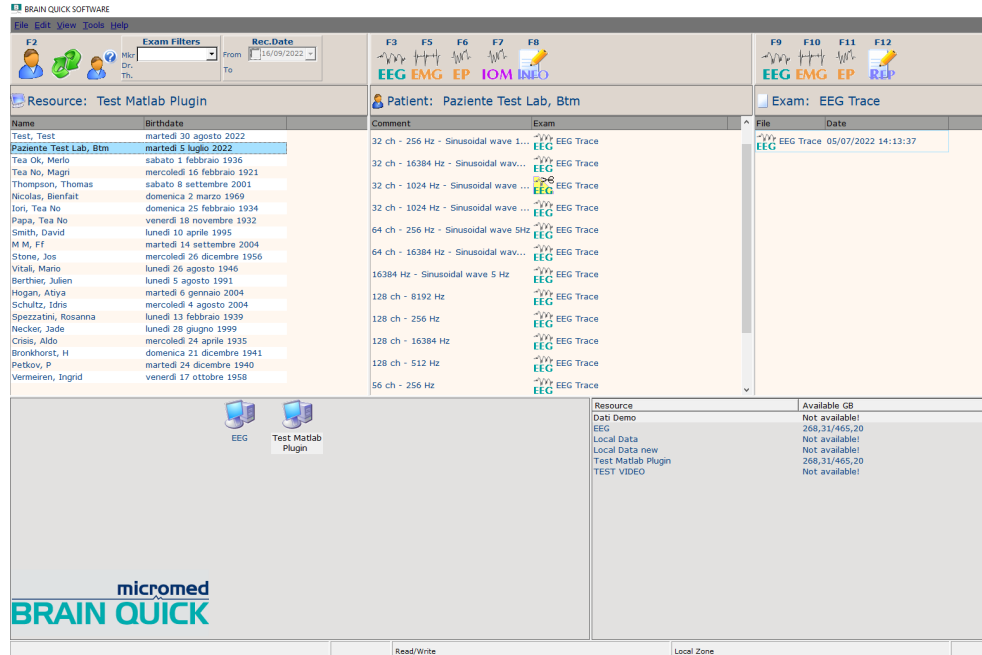 BRAIN QUICK SOFTWARE
File Edit View Tools Help
F2
Exam Filters
Rec.Date
Mkr
Dr.
Th.
From 16/09/2022
To
F3 F5 F6 F7 F8
EEG EMG EP IOM INFO
F9 F10 F11 F12
EEG EMG EP REP
Resource: Test Matlab Plugin
Patient: Paziente Test Lab, Btm
Exam: EEG Trace
Name Birthdate
Test, Test martedì 30 agosto 2022
Paziente Test Lab, Btm martedì 5 luglio 2022
Tea Ok, Merlo sabato 1 febbraio 1936
Tea No, Magri mercoledì 16 febbraio 1921
Thompson, Thomas sabato 8 settembre 2001
Nicolas, Bienfait domenica 2 marzo 1969
Iori, Tea No domenica 25 febbraio 1934
Papa, Tea No venerdì 18 novembre 1932
Smith, David lunedì 10 aprile 1995
M M, Ff martedì 14 settembre 2004
Stone, Jos mercoledì 26 dicembre 1956
Vitali, Mario lunedì 26 agosto 1946
Berthier, Julien lunedì 5 agosto 1991
Hogan, Atiya martedì 6 gennaio 2004
Schultz, Idris mercoledì 4 agosto 2004
Spezzatini, Rosanna lunedì 13 febbraio 1939
Necker, Jade lunedì 28 giugno 1999
Crisis, Aldo mercoledì 24 aprile 1935
Bronkhorst, H domenica 21 dicembre 1941
Petkov, P martedì 24 dicembre 1940
Vermeiren, Ingrid venerdì 17 ottobre 1958
Comment Exam
32 ch - 256 Hz - Sinusoidal wave 1... EEG EEG Trace
32 ch - 16384 Hz - Sinusoidal wav... EEG EEG Trace
32 ch - 1024 Hz - Sinusoidal wave ... EEG EEG Trace
32 ch - 1024 Hz - Sinusoidal wave ... EEG EEG Trace
64 ch - 256 Hz - Sinusoidal wave 5Hz EEG EEG Trace
64 ch - 16384 Hz - Sinusoidal wav... EEG EEG Trace
16384 Hz - Sinusoidal wave 5 Hz EEG EEG Trace
128 ch - 8192 Hz EEG EEG Trace
128 ch - 256 Hz EEG EEG Trace
128 ch - 16384 Hz EEG EEG Trace
128 ch - 512 Hz EEG EEG Trace
56 ch - 256 Hz EEG EEG Trace
File Date
EEG EEG Trace 05/07/2022 14:13:37
EEG
Test Matlab
Plugin
micromed
BRAIN QUICK
Resource Available GB
Dati Demo Not available!
EEG 268,31/465,20
Local Data Not available!
Local Data new Not available!
Test Matlab Plugin 268,31/465,20
TEST VIDEO Not available!
Read/Write
Local Zone